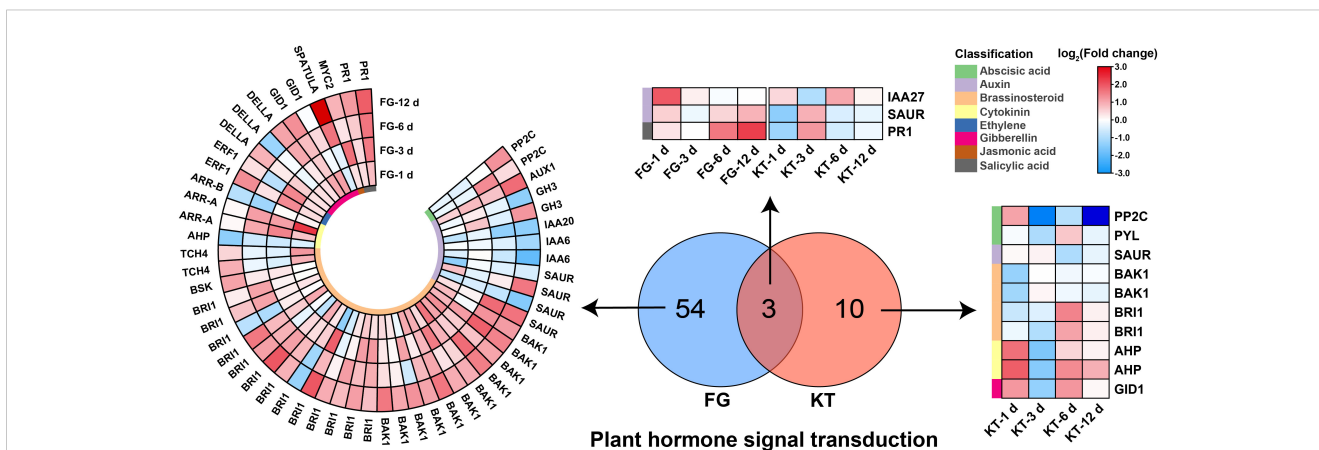 SPATULA
MYC2
PR1
PR1
GID1
GID1
DELLA
DELLA
DELLA
ERF1
ERF1
ARR-B
ARR-A
ARR-A
AHP
TCH4
TCH4
BSK
BRI1
BRI1
BRI1
BRI1
BRI1
BRI1
BRI1
BRI1
BRI1
BRI1
BAK1
BAK1
BAK1
BAK1
BAK1
BAK1
BAK1
BAK1
BAK1
BAK1
BAK1
SAUR
SAUR
SAUR
SAUR
IAA6
IAA6
IAA20
GH3
GH3
AUX1
PP2C
PP2C
FG-12 d
FG-6 d
FG-3 d
FG-1 d
IAA27
SAUR
PR1
FG-1 d FG-3 d FG-6 d FG-12 d KT-1 d KT-3 d KT-6 d KT-12 d
Classification
Abscisic acid
Auxin
Brassinosteroid
Cytokinin
Ethylene
Gibberellin
Jasmonic acid
Salicylic acid
log2(Fold change)
3.0
2.0
1.0
0.0
-1.0
-2.0
-3.0
54 3 10
FG KT
Plant hormone signal transduction
PP2C
PYL
SAUR
BAK1
BAK1
BRI1
BRI1
AHP
AHP
GID1
KT-1 d KT-3 d KT-6 d KT-12 d